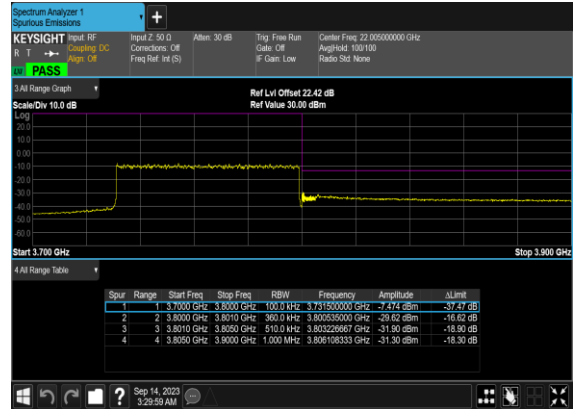 Spectrum Analyzer 1
Spurious Emissions
KEYSIGHT Input: RF Input Z: 50 Ω Atten: 30 dB Trig: Free Run Center Freq: 22.005000000 GHz
R T Coupling: DC Corrections: Off Gate: Off Avg|Hold: 100/100
Align: Off Freq Ref: Int (S) IF Gain: Low Radio Std: None
PASS
3.All Range Graph
Ref Lvl Offset 22.42 dB
Scale/Div 10.0 dB Ref Value 30.00 dBm
Log
20.0
10.0
0.00
-10.0
-20.0
-30.0
-40.0
-50.0
-60.0
Start 3.700 GHz Stop 3.900 GHz
4.All Range Table
Spur Range Start Freq Stop Freq RBW Frequency Amplitude ΔLimit
1 1 3.7000 GHz 3.8000 GHz 100.0 kHz 3.731500000 GHz -7.474 dBm -37.47 dB
2 2 3.8000 GHz 3.8010 GHz 360.0 kHz 3.800535000 GHz -29.62 dBm -16.62 dB
3 3 3.8010 GHz 3.8050 GHz 510.0 kHz 3.803226667 GHz -31.90 dBm -18.90 dB
4 4 3.8050 GHz 3.9000 GHz 1.000 MHz 3.806108333 GHz -31.30 dBm -18.30 dB
? Sep 14, 2023
3:29:59 AM